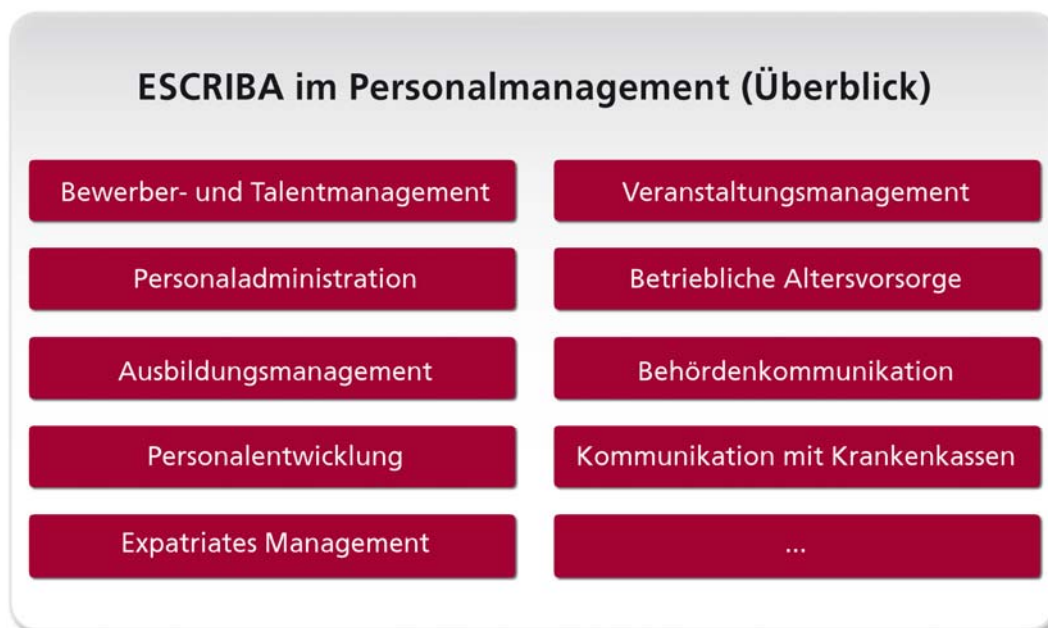 ESCRIBA im Personalmanagement (Überblick)
Bewerber- und Talentmanagement
Veranstaltungsmanagement
Personaladministration
Betriebliche Altersvorsorge
Ausbildungsmanagement
Behördenkommunikation
Personalentwicklung
Kommunikation mit Krankenkassen
Expatriates Management
...